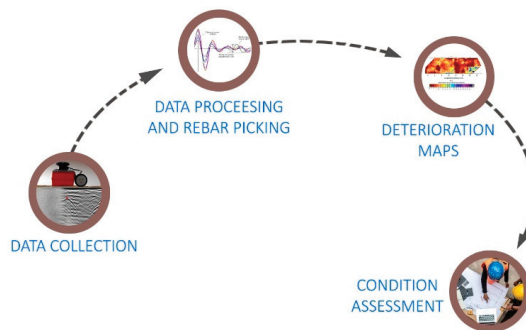 DATA PROCEESING
AND REBAR PICKING
DETERIORATION
MAPS
DATA COLLECTION
CONDITION
ASSESSMENT